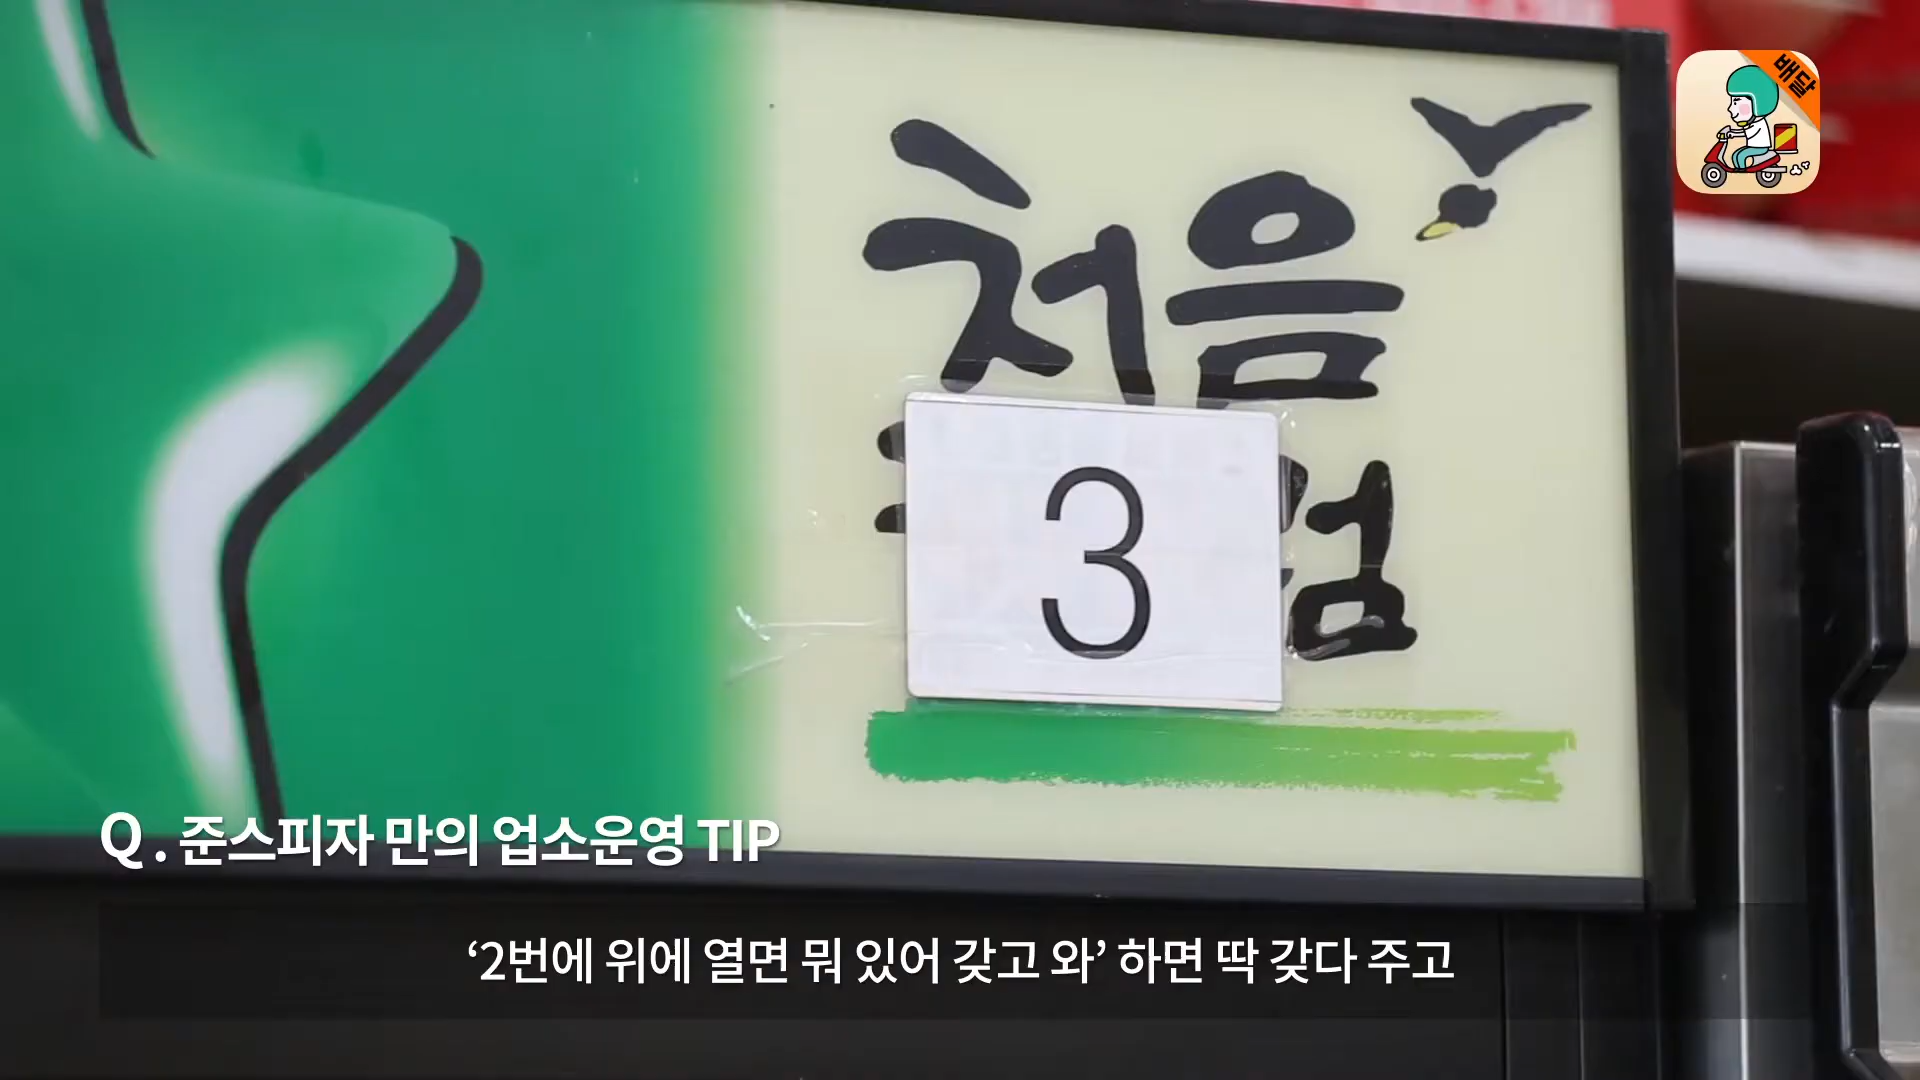 배달
처음
럼
3
Q . 준스피자 만의 업소운영 TIP
‘2번에 위에 열면 뭐 있어 갖고 와’ 하면 딱 갖다 주고